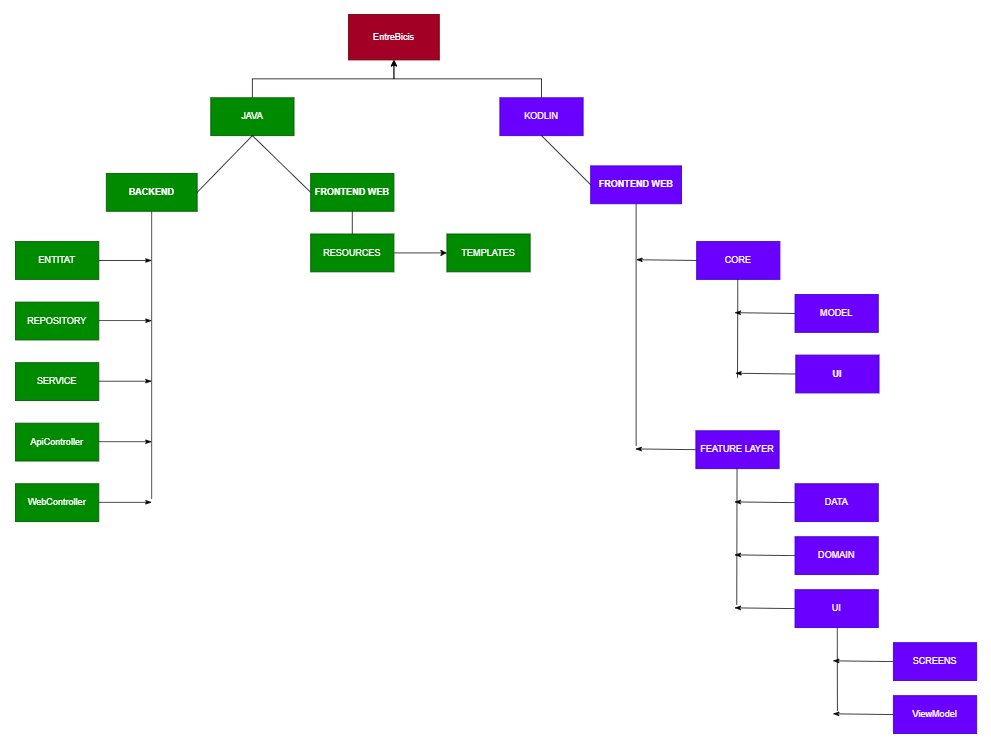 EntreBicis
JAVA
KODLIN
BACKEND
FRONTEND WEB
FRONTEND WEB
ENTITAT
RESOURCES
TEMPLATES
CORE
REPOSITORY
MODEL
SERVICE
UI
ApiController
FEATURE LAYER
WebController
DATA
DOMAIN
UI
SCREENS
ViewModel